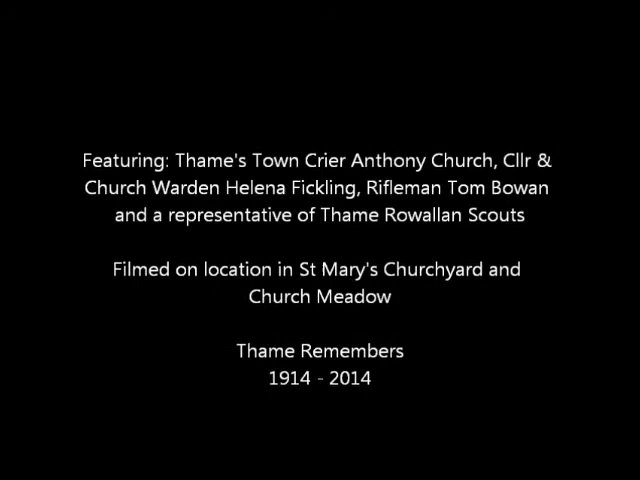 Featuring: Thame's Town Crier Anthony Church, Cllr &
Church Warden Helena Fickling, Rifleman Tom Bowan
and a representative of Thame Rowallan Scouts
Filmed on location in St Mary's Churchyard and
Church Meadow
Thame Remembers
1914 - 2014